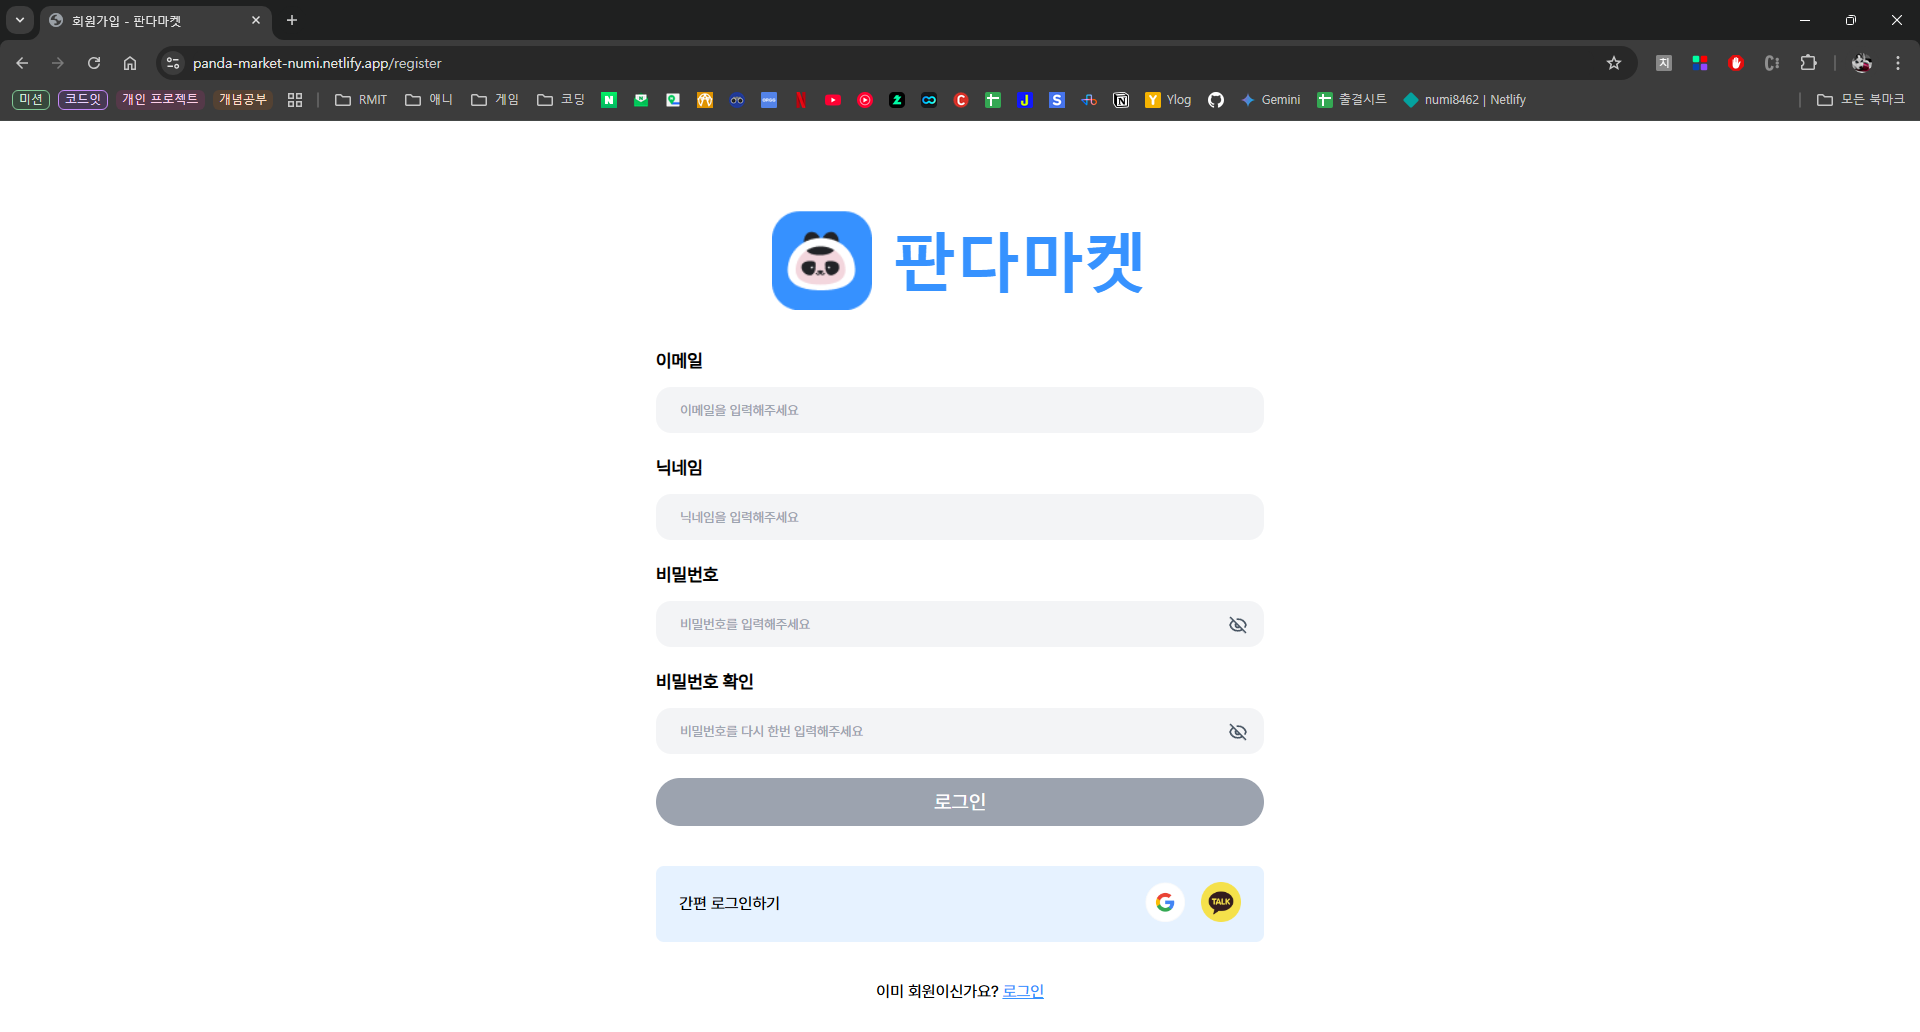 회원가입 - 판다마켓
panda-market-numi.netlify.app/register
치
미션 코드잇 개인 프로젝트 개념공부 RMIT 애니 게임 코딩 Ylog Gemini 출결시트 numi8462 | Netlify 모든 북마크
판다마켓
이메일
이메일을 입력해주세요
닉네임
닉네임을 입력해주세요
비밀번호
비밀번호를 입력해주세요
비밀번호 확인
비밀번호를 다시 한번 입력해주세요
로그인
간편 로그인하기
TALK
이미 회원이신가요? 로그인